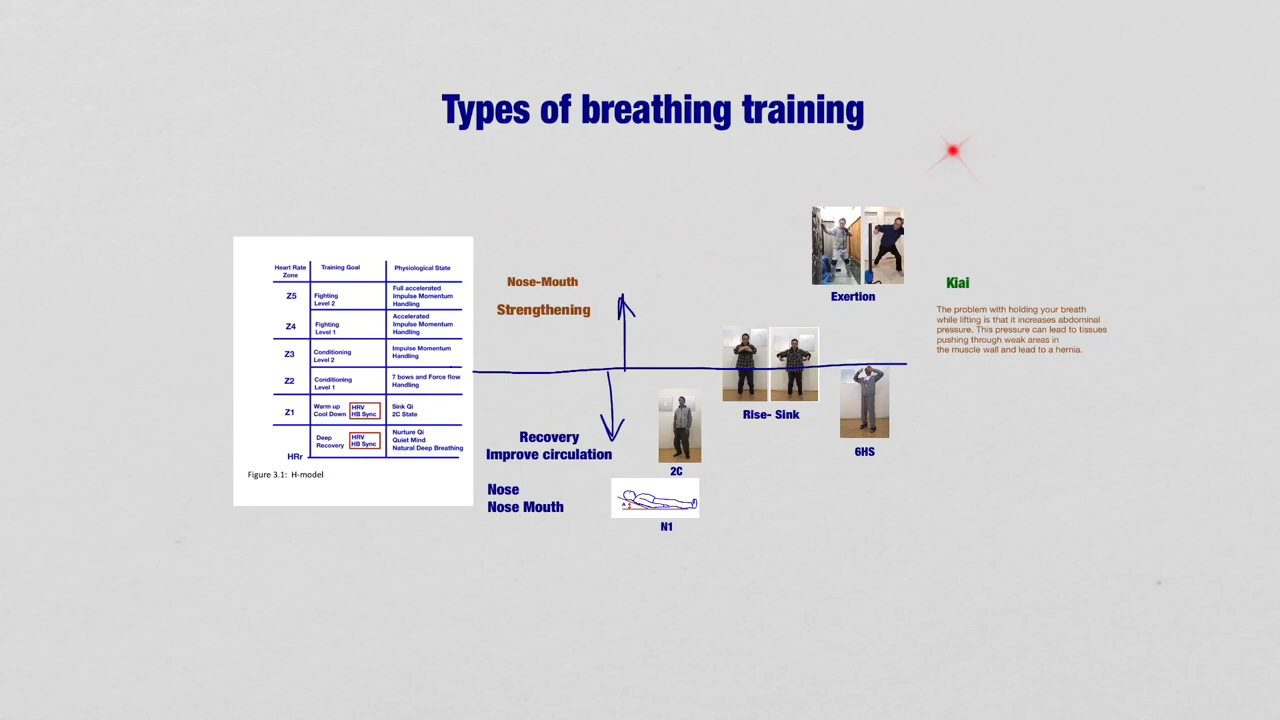 Types of breathing training
Heart Rate
Zone
Training Goal
Physiological State
Z5
Fighting
Level 2
Full accelerated
Impulse Momentum
Handling
Z4
Fighting
Level 1
Accelerated
Impulse Momentum
Handling
Z3
Conditioning
Level 2
Impulse Momentum
Handling
Z2
Conditioning
Level 1
7 bows and Force flow
Handling
Z1
Warm up
Cool Down
HRV
HB Sync
Sink Qi
2C State
Deep
Recovery
HRV
HB Sync
Nurture Qi
Quiet Mind
Natural Deep Breathing
HRr
Figure 3.1: H-model
Nose-Mouth
Strengthening
Recovery
Improve circulation
Nose
Nose Mouth
2C
A
N1
Rise- Sink
Exertion
6HS
Kiai
The problem with holding your breath
while lifting is that it increases abdominal
pressure. This pressure can lead to tissues
pushing through weak areas in
the muscle wall and lead to a hernia.